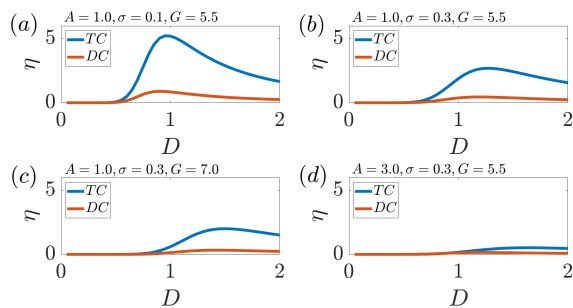 (a) A = 1.0, σ = 0.1, G = 5.5
TC
DC
5
0
η
0 1 2
D
(b) A = 1.0, σ = 0.3, G = 5.5
TC
DC
5
0
η
0 1 2
D
(c) A = 1.0, σ = 0.3, G = 7.0
TC
DC
5
0
η
0 1 2
D
(d) A = 3.0, σ = 0.3, G = 5.5
TC
DC
5
0
η
0 1 2
D